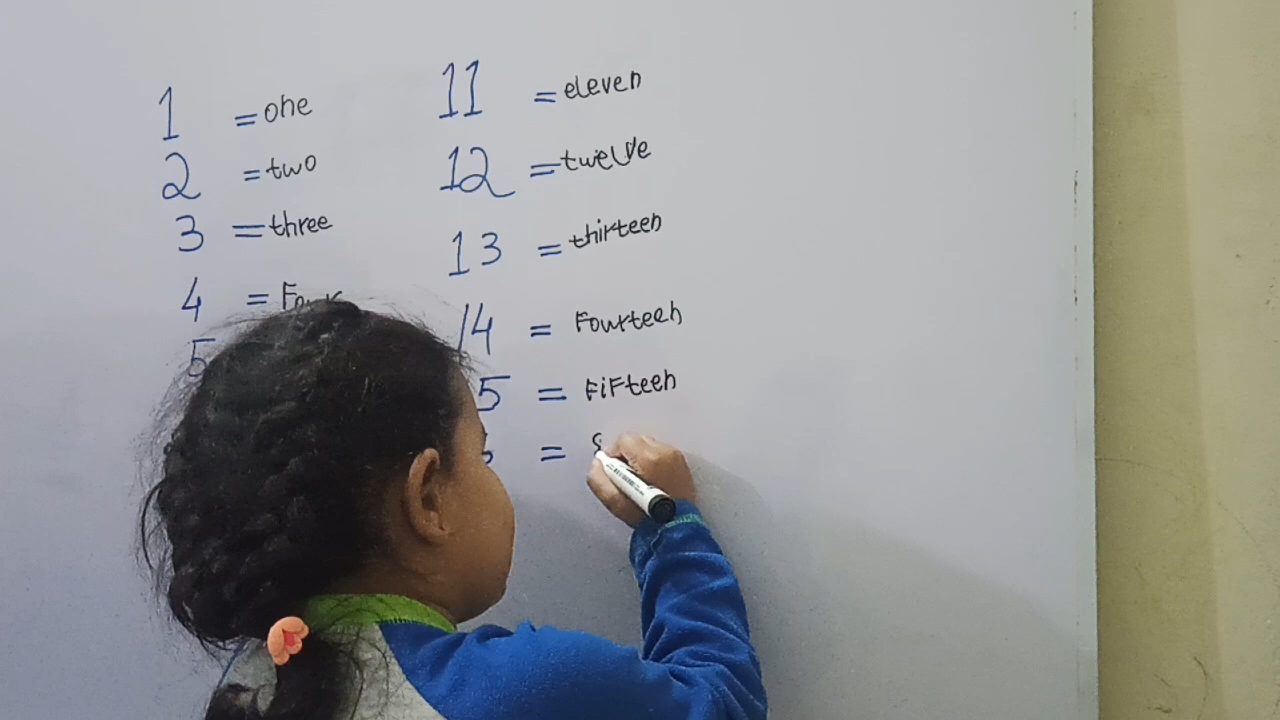 1 = one
2 = two
3 = three
4 = Four
5
11 = eleven
12 = twelve
13 = thirteen
14 = Fourteen
5 = FiFteen
= s